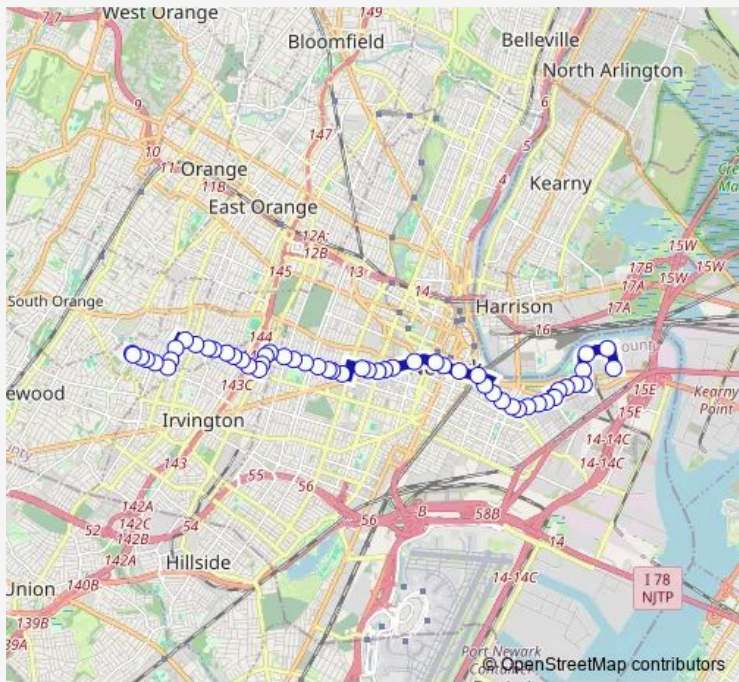 West Orange
149
7 7
Bloomfield
Belleville
9
North Arlington
6
147
10
11
Orange
11B
5
Kearny
East Orange
4
12A;
12B
145
13
15W
17B
15W
17A
14
South Orange
Harrison
17A
16
144
143C
15E
Kearny
Point
15E
Irvington
14-14C
14-14C
143
55
56
142A
142C
142B
52
54
56
B
58B
14
142A
Hillside
14-14C
140B
Union
I 78
NJTP
139B
39A
Port Newark
© OpenStreetMap contributors